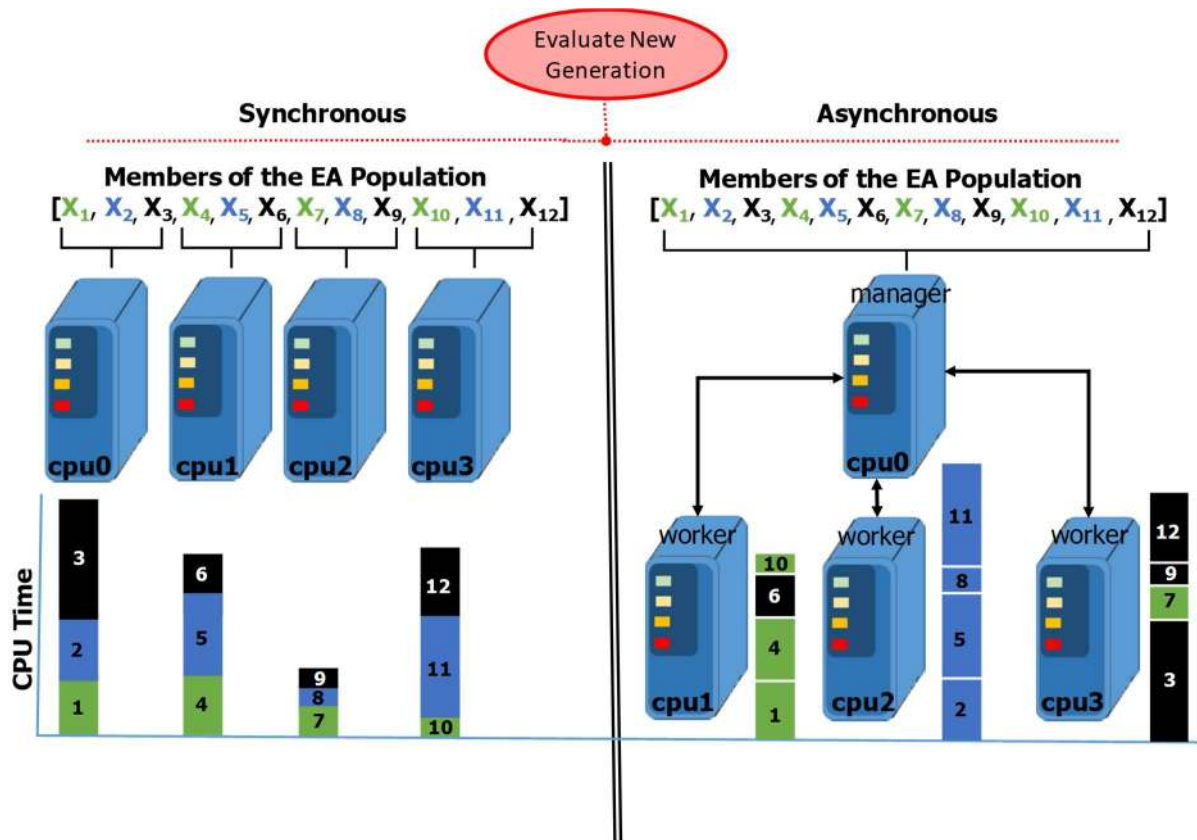 Evaluate New
Generation
Synchronous
Asynchronous
Members of the EA Population
[X₁, X₂, X₃, X₄, X₅, X₆, X₇, X₈, X₉, X₁₀ , X₁₁ , X₁₂]
cpu0
cpu1
cpu2
cpu3
CPU Time
3
2
1
6
5
4
9
8
7
12
11
10
Members of the EA Population
[X₁, X₂, X₃, X₄, X₅, X₆, X₇, X₈, X₉, X₁₀ , X₁₁ , X₁₂]
manager
cpu0
worker
cpu1
10
6
4
1
worker
cpu2
11
8
5
2
worker
cpu3
12
9
7
3